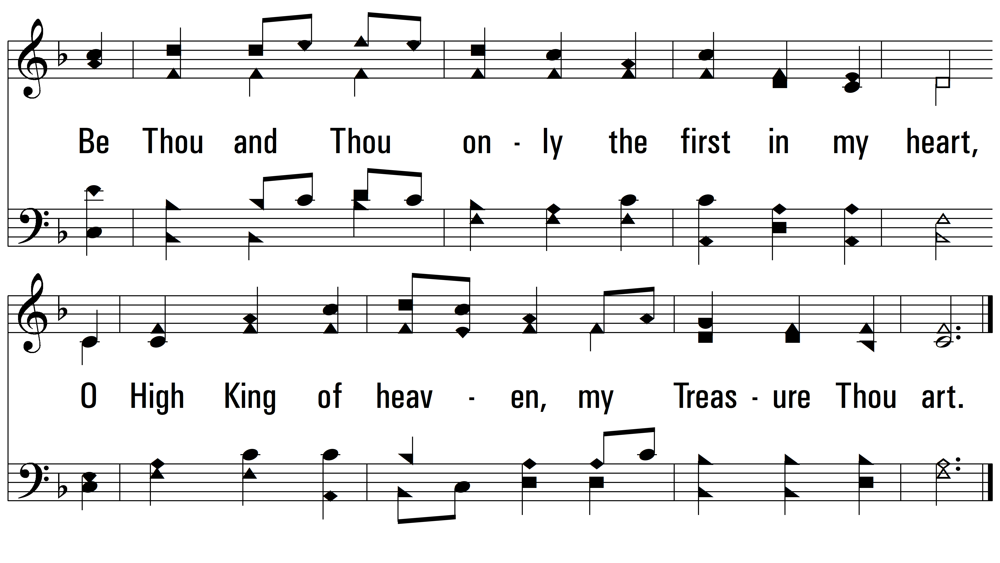 Be Thou and Thou on - ly the first in my heart,
O High King of heav - en, my Treas - ure Thou art.